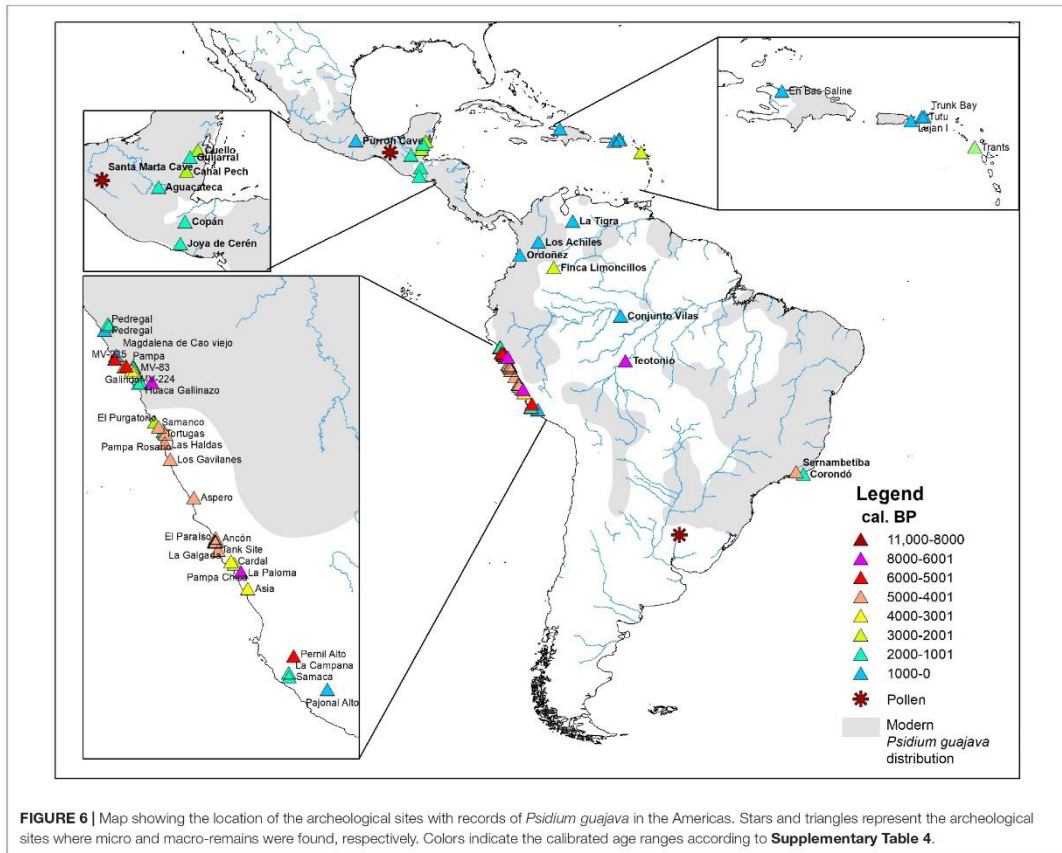 En Bas Saline
Trunk Bay
Tutu
Lujan I
Trants
Purron Cave
Cuello
Guijarral
Santa Marta Cave
Cahal Pech
Aguacateca
Copán
Joya de Cerén
La Tigra
Los Achiles
Ordoñez
Finca Limoncillos
Conjunto Vilas
Teotonio
Sernambetiba
Corondó
Pedregal
Pedregal
Magdalena de Cao viejo
MV-225
Pampa
MV-83
Galindo
MV-224
Huaca Gallinazo
El Purgatorio
Samanco
Tortugas
Pampa Rosario
Las Haldas
Los Gavilanes
Aspero
El Paraíso
Ancón
Tank Site
La Galgada
Cardal
Pampa Chica
La Paloma
Asia
Pernil Alto
La Campana
Samaca
Pajonal Alto
Legend
cal. BP
11,000-8000
8000-6001
6000-5001
5000-4001
4000-3001
3000-2001
2000-1001
1000-0
Pollen
Modern
Psidium guajava
distribution
FIGURE 6 | Map showing the location of the archeological sites with records of Psidium guajava in the Americas. Stars and triangles represent the archeological
sites where micro and macro-remains were found, respectively. Colors indicate the calibrated age ranges according to Supplementary Table 4.